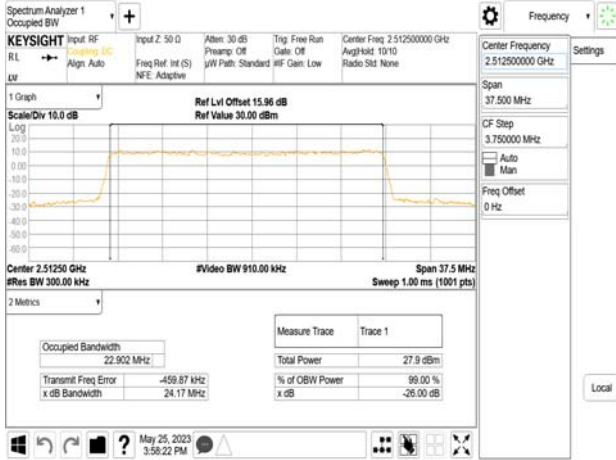 Spectrum Analyzer 1
Occupied BW
Frequency
KEYSIGHT
RL
Input: RF
Coupling: DC
Align: Auto
Input Z: 50 Ω
Freq Ref: Int (S)
NFE: Adaptive
Atten: 30 dB
Preamp: Off
µW Path: Standard
Trig: Free Run
Gate: Off
#IF Gain: Low
Center Freq: 2.512500000 GHz
Avg|Hold: 10/10
Radio Std: None
1 Graph
Scale/Div 10.0 dB
Ref Lvl Offset 15.96 dB
Ref Value 30.00 dBm
Log
20.0
10.0
0.00
-10.0
-20.0
-30.0
-40.0
-50.0
-60.0
Center 2.51250 GHz
#Res BW 300.00 kHz
#Video BW 910.00 kHz
Span 37.5 MHz
Sweep 1.00 ms (1001 pts)
2 Metrics
Occupied Bandwidth
22.902 MHz
Transmit Freq Error -459.87 kHz
x dB Bandwidth 24.17 MHz
Measure Trace Trace 1
Total Power 27.9 dBm
% of OBW Power 99.00 %
x dB -26.00 dB
May 25, 2023
3:58:22 PM
Center Frequency
2.512500000 GHz
Span
37.500 MHz
CF Step
3.750000 MHz
Auto
Man
Freq Offset
0 Hz
Settings
Local